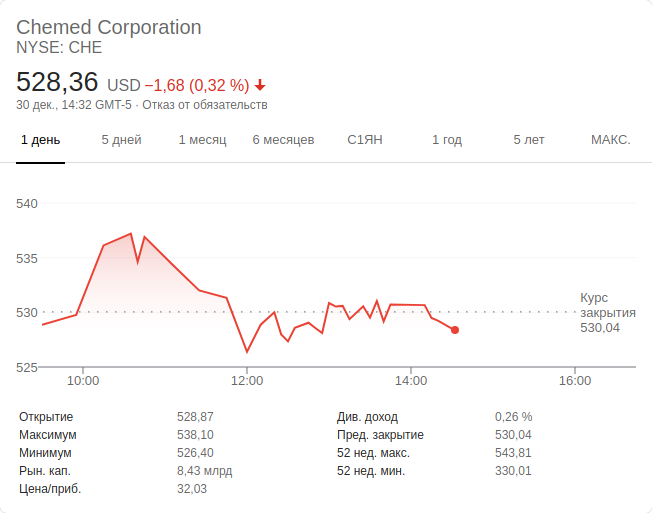 Chemed Corporation
NYSE: CHE
528,36 USD −1,68 (0,32 %)
30 дек., 14:32 GMT-5 · Отказ от обязательств
1 день 5 дней 1 месяц 6 месяцев С1ЯН 1 год 5 лет МАКС.
540
535
530
525
Курс
закрытия
530,04
10:00 12:00 14:00 16:00
Открытие 528,87 Див. доход 0,26 %
Максимум 538,10 Пред. закрытие 530,04
Минимум 526,40 52 нед. макс. 543,81
Рын. кап. 8,43 млрд 52 нед. мин. 330,01
Цена/приб. 32,03